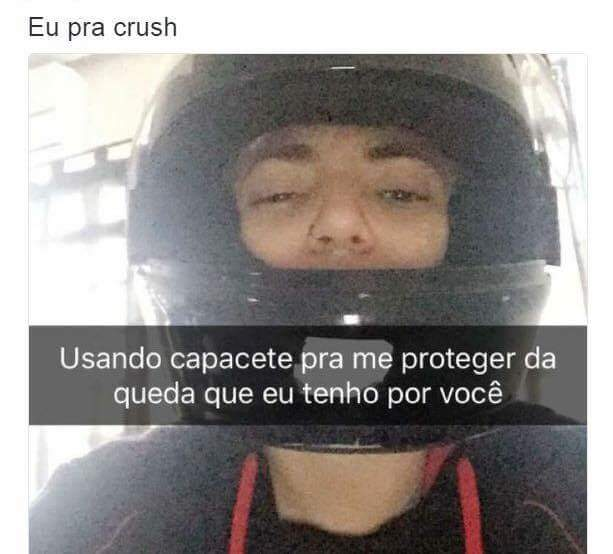 Eu pra crush
Usando capacete pra me proteger da
queda que eu tenho por você